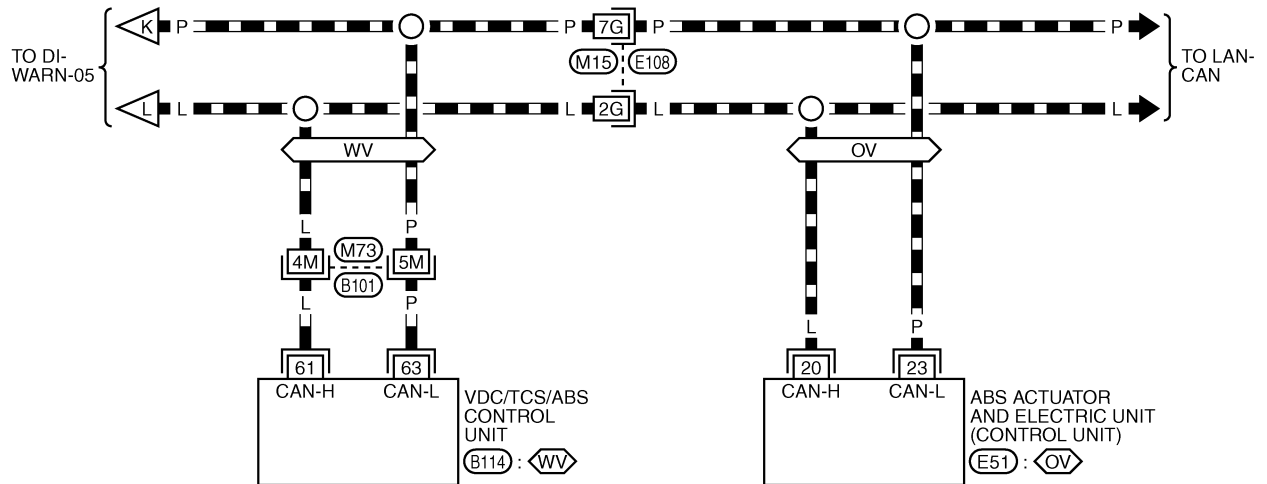 K P P 7G P P
TO DI-
WARN-05
M15 E108
TO LAN-
CAN
L L L 2G L L
WV OV
L P
4M M73 5M
B101
L P L P
61 63 20 23
CAN-H CAN-L CAN-H CAN-L
VDC/TCS/ABS
CONTROL
UNIT
B114 : WV
ABS ACTUATOR
AND ELECTRIC UNIT
(CONTROL UNIT)
E51 : OV